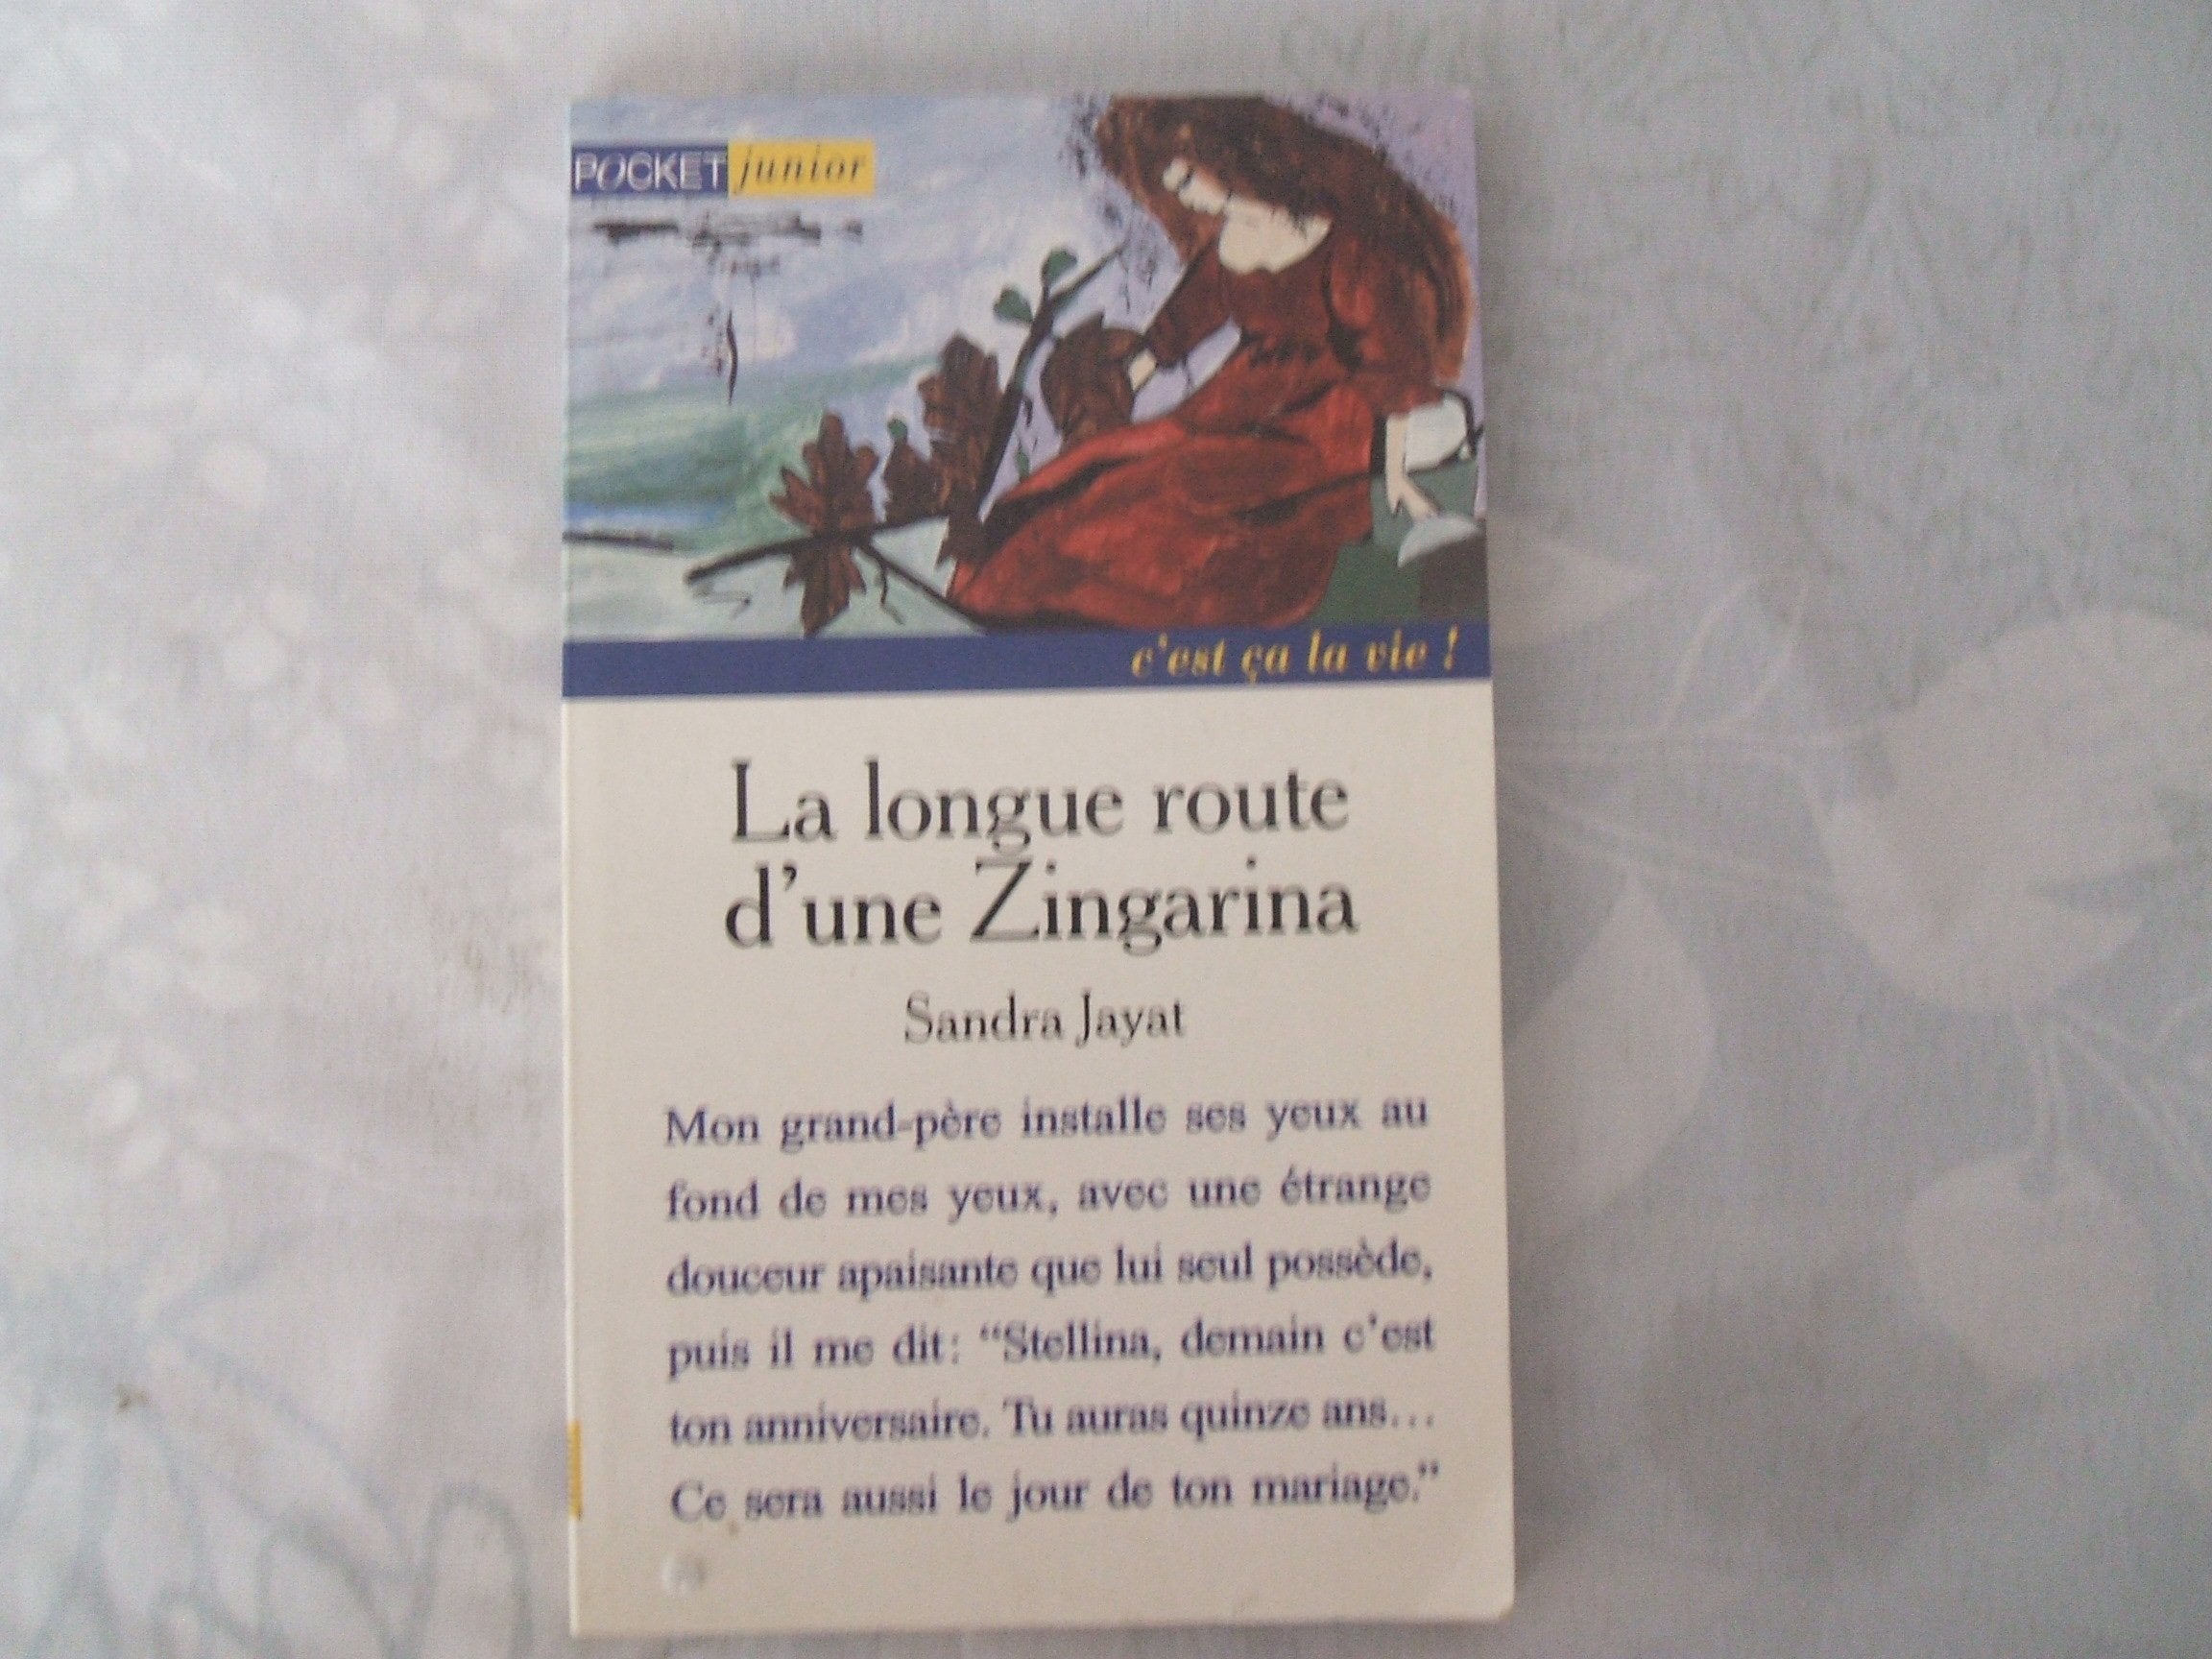 POCKET junior
c'est ça la vie !
La longue route
d'une Zingarina
Sandra Jayat
Mon grand-père installe ses yeux au
fond de mes yeux, avec une étrange
douceur apaisante que lui seul possède,
puis il me dit : “Stellina, demain c'est
ton anniversaire. Tu auras quinze ans...
Ce sera aussi le jour de ton mariage.”